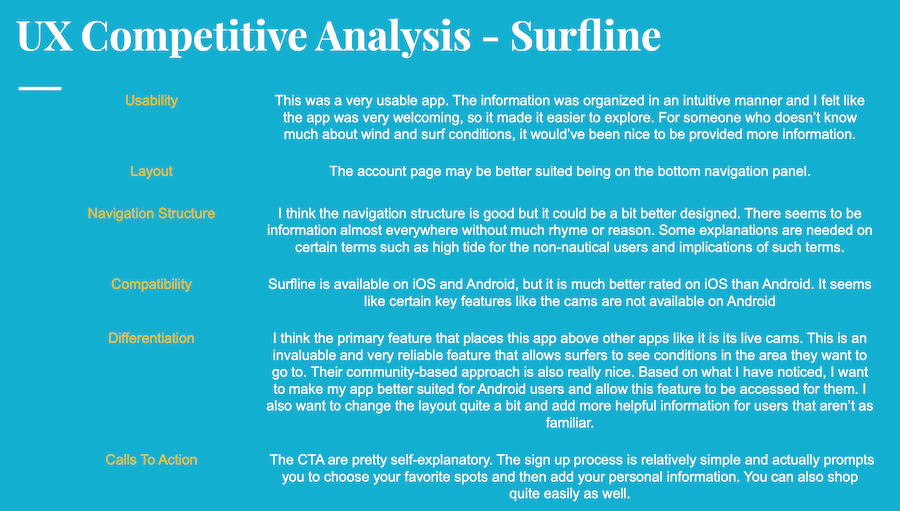 UX Competitive Analysis - Surfline
Usability
This was a very usable app. The information was organized in an intuitive manner and I felt like
the app was very welcoming, so it made it easier to explore. For someone who doesn't know
much about wind and surf conditions, it would've been nice to be provided more information.
Layout
The account page may be better suited being on the bottom navigation panel.
Navigation Structure
I think the navigation structure is good but it could be a bit better designed. There seems to be
information almost everywhere without much rhyme or reason. Some explanations are needed on
certain terms such as high tide for the non-nautical users and implications of such terms.
Compatibility
Surfline is available on iOS and Android, but it is much better rated on iOS than Android. It seems
like certain key features like the cams are not available on Android
Differentiation
I think the primary feature that places this app above other apps like it is its live cams. This is an
invaluable and very reliable feature that allows surfers to see conditions in the area they want to
go to. Their community-based approach is also really nice. Based on what I have noticed, I want
to make my app better suited for Android users and allow this feature to be accessed for them. I
also want to change the layout quite a bit and add more helpful information for users that aren't as
familiar.
Calls To Action
The CTA are pretty self-explanatory. The sign up process is relatively simple and actually prompts
you to choose your favorite spots and then add your personal information. You can also shop
quite easily as well.